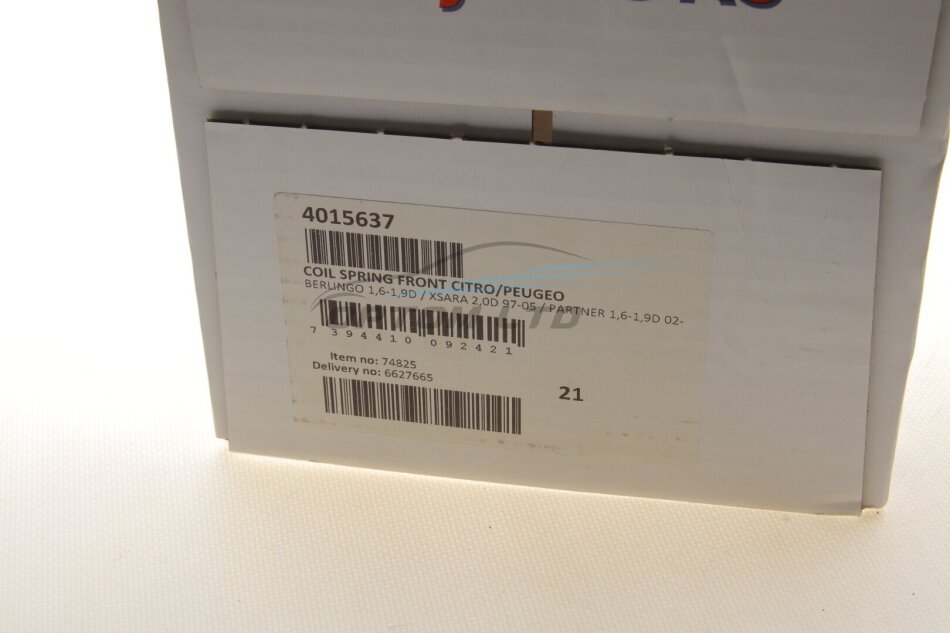 4015637
COIL SPRING FRONT CITRO/PEUGEO
BERLINGO 1,6-1,9D / XSARA 2,0D 97-05 / PARTNER 1,6-1,9D 02-
7 394410 092421
Item no: 74825
Delivery no: 6627665
21